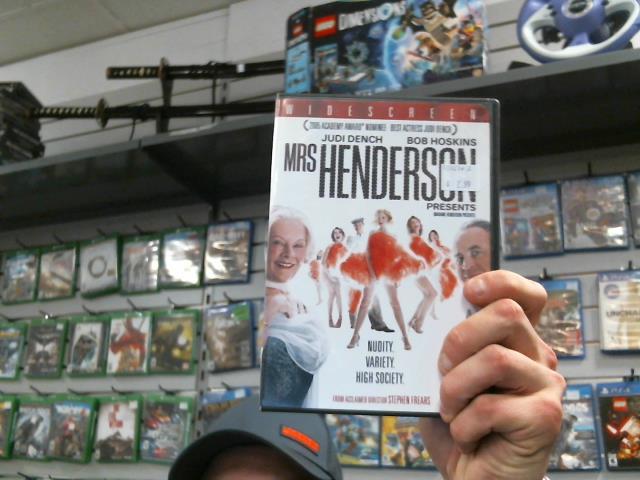 LEGO DIMENSIONS
WIDESCREEN
(2005 ACADEMY AWARD® NOMINEE - BEST ACTRESS JUDI DENCH)
JUDI DENCH BOB HOSKINS
MRS HENDERSON
PRESENTS
NUDITY.
VARIETY.
HIGH SOCIETY.
FROM ACCLAIMED DIRECTOR STEPHEN FREARS